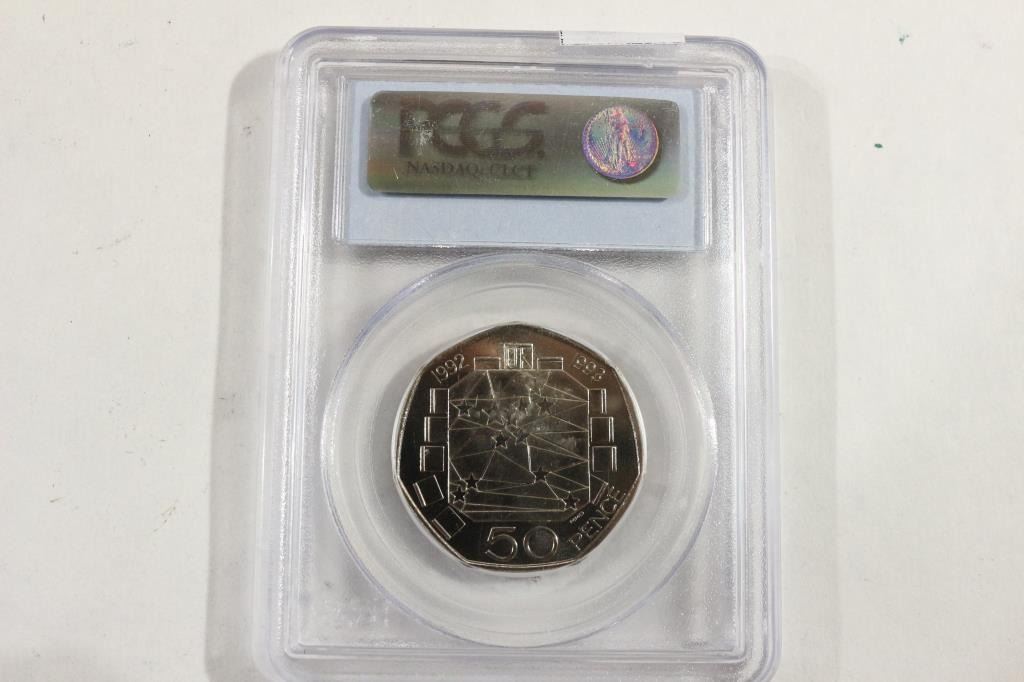 PCGS
NASDAQ: CLCT
1992
UK
1993
50 PENCE